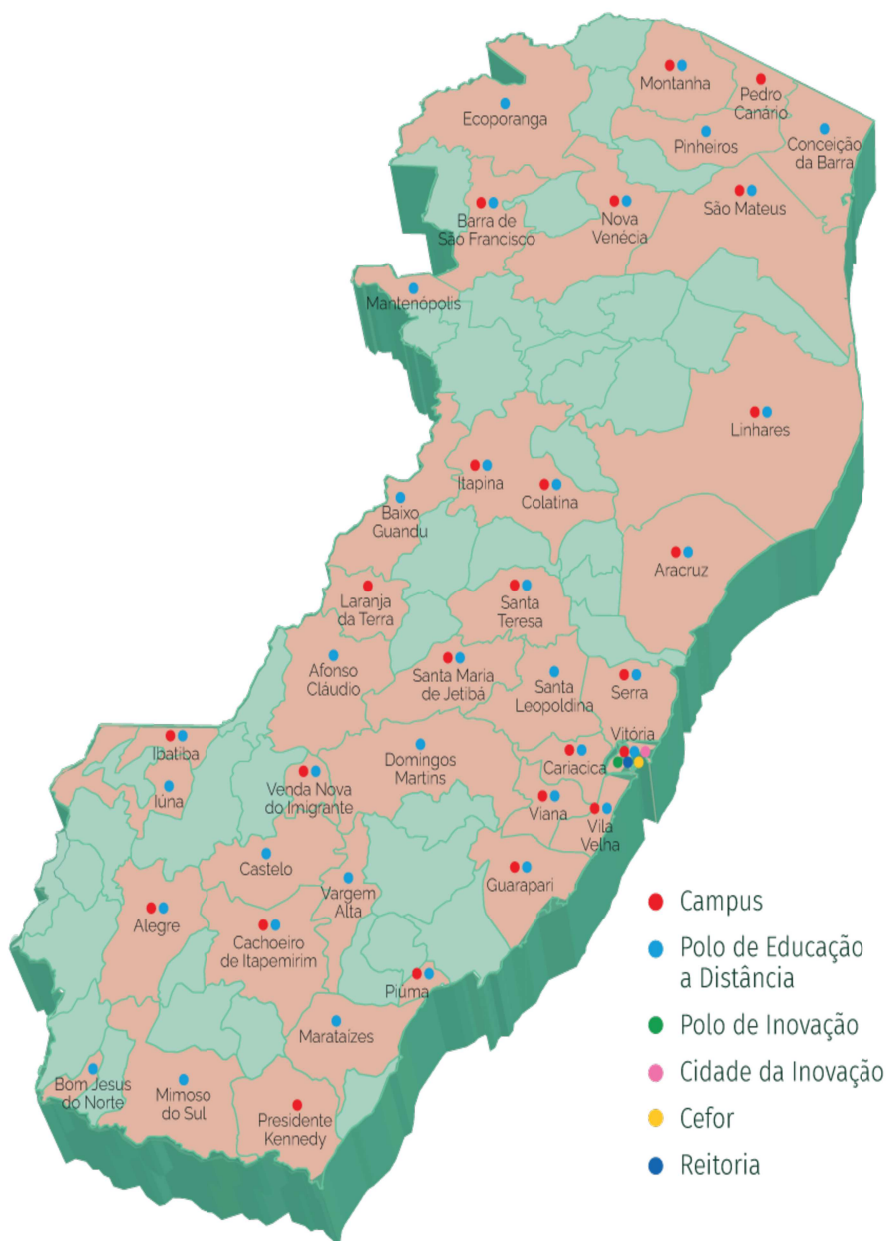 Montanha
Pedro
Canário
Ecoporanga
Pinheiros
Conceição
da Barra
Barra de
São Francisco
Nova
Venécia
São Mateus
Mantenópolis
Linhares
Itapina
Colatina
Baixo
Guandu
Aracruz
Laranja
da Terra
Santa
Teresa
Afonso
Cláudio
Santa Maria
de Jetibá
Santa
Leopoldina
Serra
Vitória
Ibatiba
Iúna
Venda Nova
do Imigrante
Domingos
Martins
Cariacica
Viana
Vila
Velha
Castelo
Vargem
Alta
Guarapari
Alegre
Cachoeiro
de Itapemirim
Piúma
Marataízes
Bom Jesus
do Norte
Mimoso
do Sul
Presidente
Kennedy
Campus
Polo de Educação
a Distância
Polo de Inovação
Cidade da Inovação
Cefor
Reitoria